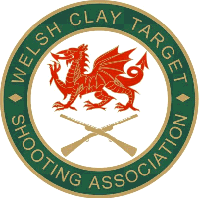 WELSH CLAY TARGET
SHOOTING ASSOCIATION